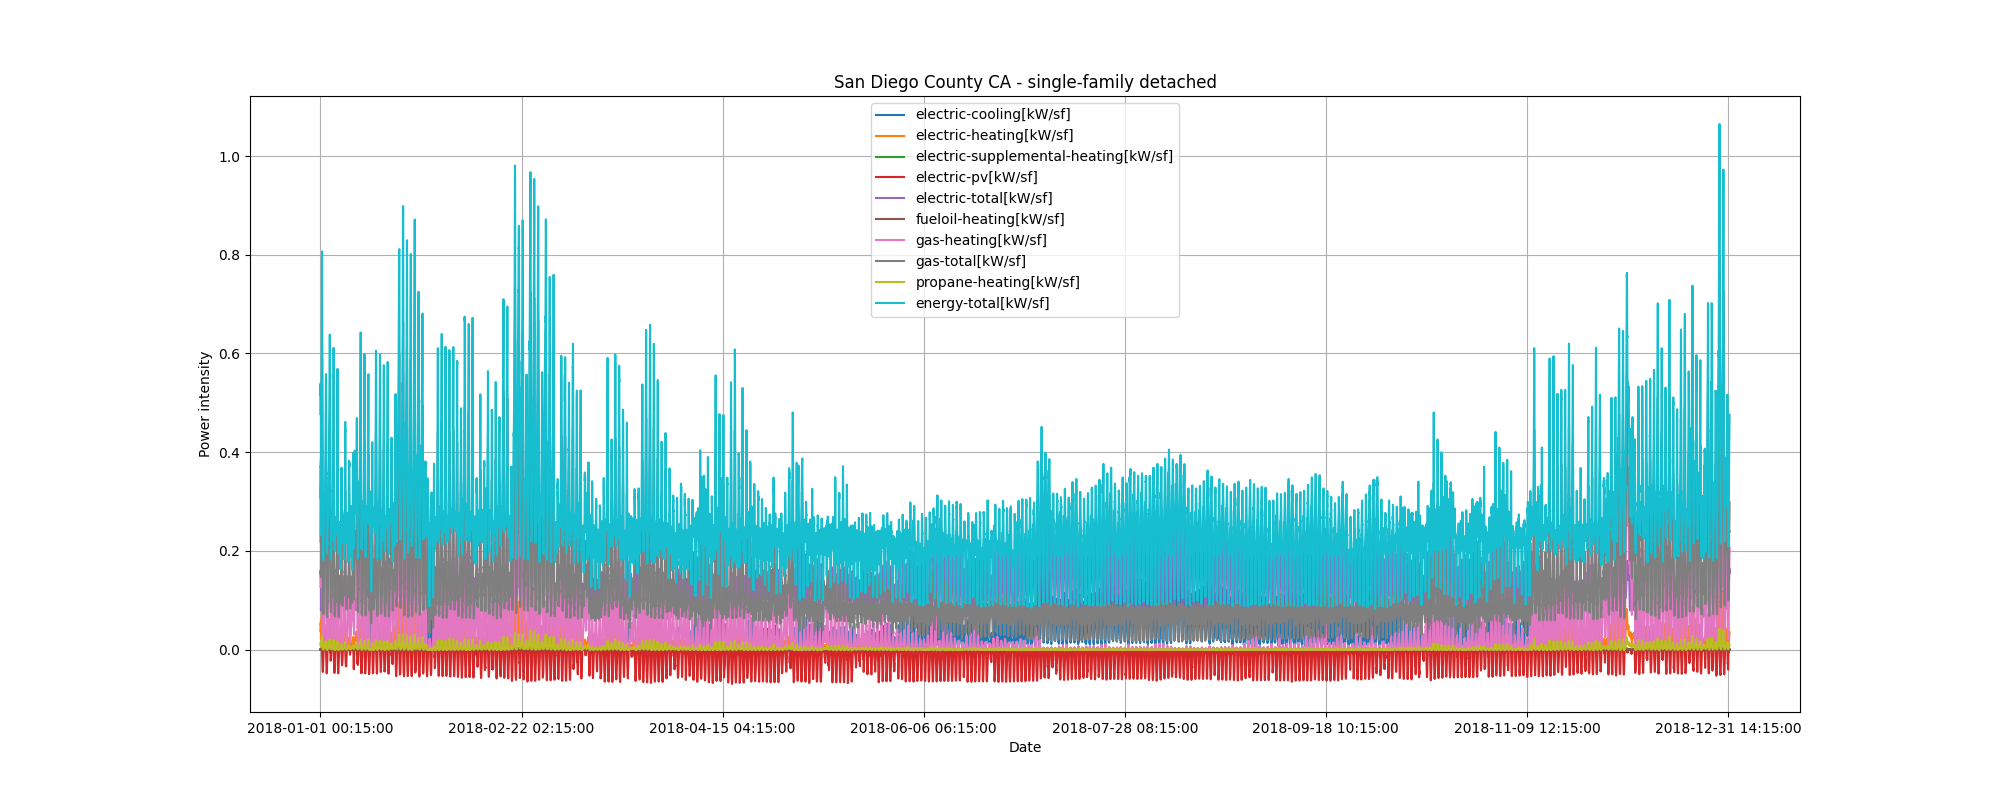 San Diego County CA - single-family detached
electric-cooling[kW/sf]
electric-heating[kW/sf]
electric-supplemental-heating[kW/sf]
electric-pv[kW/sf]
electric-total[kW/sf]
fueloil-heating[kW/sf]
gas-heating[kW/sf]
gas-total[kW/sf]
propane-heating[kW/sf]
energy-total[kW/sf]
Power intensity
1.0
0.8
0.6
0.4
0.2
0.0
2018-01-01 00:15:00 2018-02-22 02:15:00 2018-04-15 04:15:00 2018-06-06 06:15:00 2018-07-28 08:15:00 2018-09-18 10:15:00 2018-11-09 12:15:00 2018-12-31 14:15:00
Date